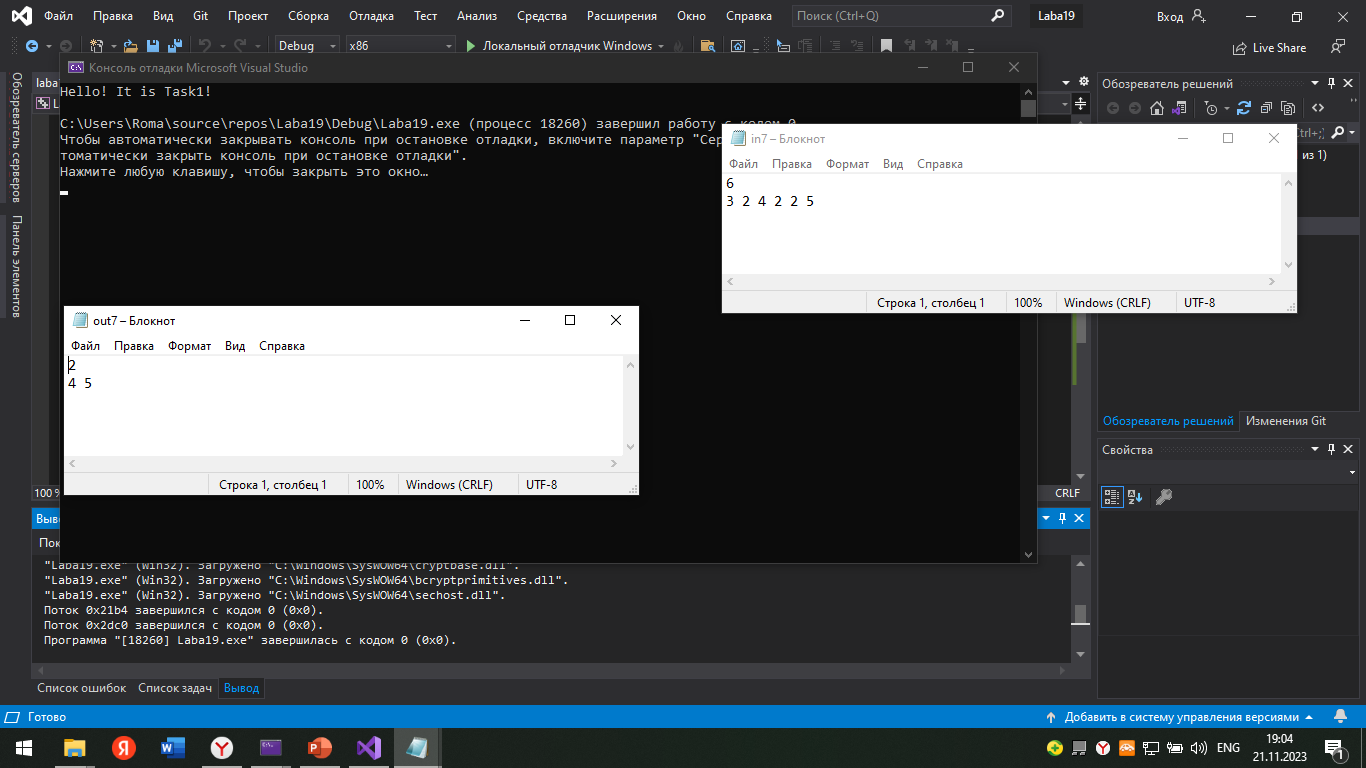 Файл Правка Вид Git Проект Сборка Отладка Тест Анализ Средства Расширения Окно Справка Поиск (Ctrl+Q) Laba19 Вход
Debug x86 Локальный отладчик Windows Live Share
Обозреватель серверов
Панель элементов
Консоль отладки Microsoft Visual Studio
Hello! It is Task1!
C:\Users\Roma\source\repos\Laba19\Debug\Laba19.exe (процесс 18260) завершил работу с кодом 0
Чтобы автоматически закрывать консоль при остановке отладки, включите параметр "Сер
томатически закрыть консоль при остановке отладки".
Нажмите любую клавишу, чтобы закрыть это окно…
in7 – Блокнот
Файл Правка Формат Вид Справка
6
3 2 4 2 2 5
Строка 1, столбец 1 100% Windows (CRLF) UTF-8
out7 – Блокнот
Файл Правка Формат Вид Справка
2
4 5
Строка 1, столбец 1 100% Windows (CRLF) UTF-8
Обозреватель решений
из 1)
Обозреватель решений Изменения Git
Свойства
100 % CRLF
"Laba19.exe" (Win32). Загружено "C:\Windows\SysWOW64\cryptbase.dll".
"Laba19.exe" (Win32). Загружено "C:\Windows\SysWOW64\bcryptprimitives.dll".
"Laba19.exe" (Win32). Загружено "C:\Windows\SysWOW64\sechost.dll".
Поток 0x21b4 завершился с кодом 0 (0x0).
Поток 0x2dc0 завершился с кодом 0 (0x0).
Программа "[18260] Laba19.exe" завершилась с кодом 0 (0x0).
Список ошибок Список задач Вывод
Готово Добавить в систему управления версиями
ENG 19:04
21.11.2023